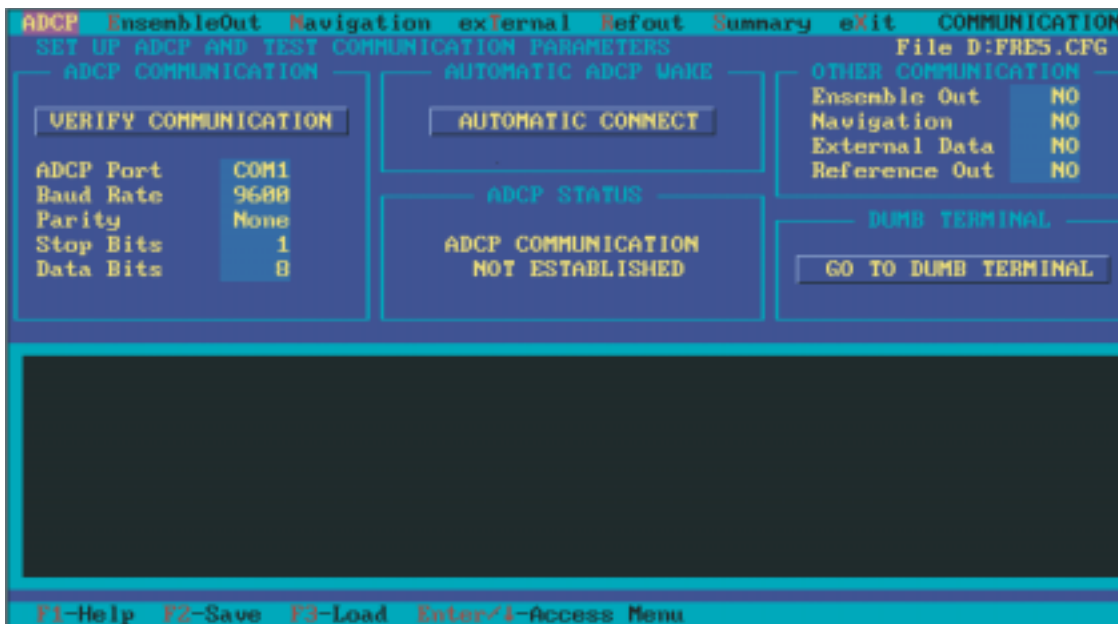 ADCP EnsembleOut Navigation exTernal Refout Summary eXit COMMUNICATION
SET UP ADCP AND TEST COMMUNICATION PARAMETERS File D:FRE5.CFG
ADCP COMMUNICATION
VERIFY COMMUNICATION
ADCP Port COM1
Baud Rate 9600
Parity None
Stop Bits 1
Data Bits 8
AUTOMATIC ADCP WAKE
AUTOMATIC CONNECT
ADCP STATUS
ADCP COMMUNICATION
NOT ESTABLISHED
OTHER COMMUNICATION
Ensemble Out NO
Navigation NO
External Data NO
Reference Out NO
DUMB TERMINAL
GO TO DUMB TERMINAL
F1-Help F2-Save F3-Load Enter/↓-Access Menu